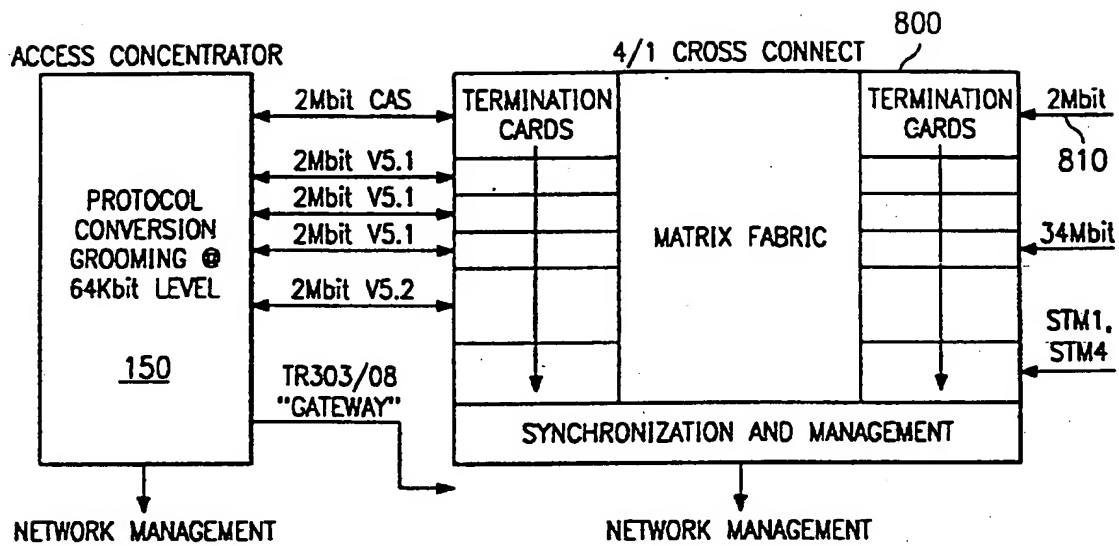 800
ACCESS CONCENTRATOR
4/1 CROSS CONNECT
2Mbit CAS
TERMINATION
CARDS
TERMINATION
CARDS
2Mbit
810
2Mbit V5.1
2Mbit V5.1
2Mbit V5.1
PROTOCOL
CONVERSION
GROOMING @
64Kbit LEVEL
MATRIX FABRIC
34Mbit
2Mbit V5.2
STM1,
STM4
150
TR303/08
"GATEWAY"
SYNCHRONIZATION AND MANAGEMENT
NETWORK MANAGEMENT
NETWORK MANAGEMENT